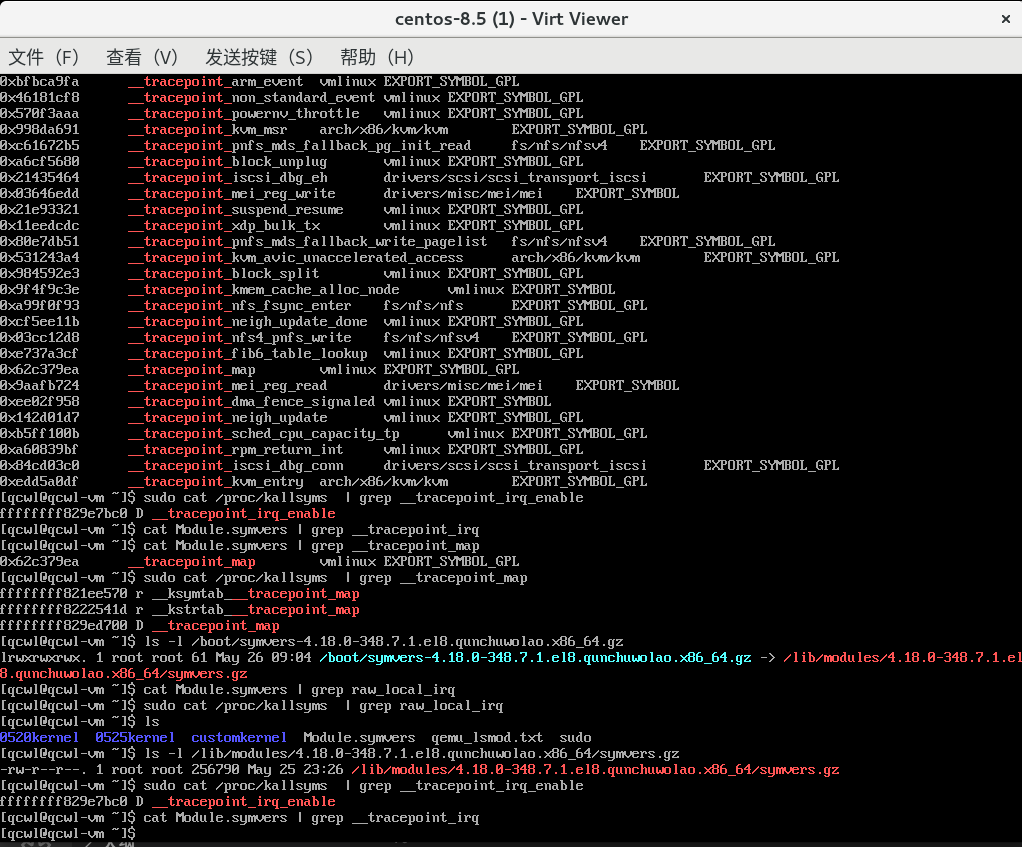 centos-8.5 (1) - Virt Viewer ×
文件（F） 查看（V） 发送按键（S） 帮助（H）
0xbfbca9fa __tracepoint_arm_event vmlinux EXPORT_SYMBOL_GPL
0x46181cf8 __tracepoint_non_standard_event vmlinux EXPORT_SYMBOL_GPL
0x570f3aaa __tracepoint_powernv_throttle vmlinux EXPORT_SYMBOL_GPL
0x998da691 __tracepoint_kvm_msr arch/x86/kvm/kvm EXPORT_SYMBOL_GPL
0xc61672b5 __tracepoint_pnfs_mds_fallback_pg_init_read fs/nfs/nfsv4 EXPORT_SYMBOL_GPL
0xa6cf5680 __tracepoint_block_unplug vmlinux EXPORT_SYMBOL_GPL
0x21435464 __tracepoint_iscsi_dbg_eh drivers/scsi/scsi_transport_iscsi EXPORT_SYMBOL_GPL
0x03646edd __tracepoint_mei_reg_write drivers/misc/mei/mei EXPORT_SYMBOL
0x21e93321 __tracepoint_suspend_resume vmlinux EXPORT_SYMBOL_GPL
0x11eedcdc __tracepoint_xdp_bulk_tx vmlinux EXPORT_SYMBOL_GPL
0x80e7db51 __tracepoint_pnfs_mds_fallback_write_pagelist fs/nfs/nfsv4 EXPORT_SYMBOL_GPL
0x531243a4 __tracepoint_kvm_avic_unaccelerated_access arch/x86/kvm/kvm EXPORT_SYMBOL_GPL
0x984592e3 __tracepoint_block_split vmlinux EXPORT_SYMBOL_GPL
0x9f4f9c3e __tracepoint_kmem_cache_alloc_node vmlinux EXPORT_SYMBOL
0xa99f0f93 __tracepoint_nfs_fsync_enter fs/nfs/nfs EXPORT_SYMBOL_GPL
0xcf5ee11b __tracepoint_neigh_update_done vmlinux EXPORT_SYMBOL_GPL
0x03cc12d8 __tracepoint_nfs4_pnfs_write fs/nfs/nfsv4 EXPORT_SYMBOL_GPL
0xe737a3cf __tracepoint_fib6_table_lookup vmlinux EXPORT_SYMBOL_GPL
0x62c379ea __tracepoint_map vmlinux EXPORT_SYMBOL_GPL
0x9aafb724 __tracepoint_mei_reg_read drivers/misc/mei/mei EXPORT_SYMBOL
0xee02f958 __tracepoint_dma_fence_signaled vmlinux EXPORT_SYMBOL
0x142d01d7 __tracepoint_neigh_update vmlinux EXPORT_SYMBOL_GPL
0xb5ff100b __tracepoint_sched_cpu_capacity_tp vmlinux EXPORT_SYMBOL_GPL
0xa60839bf __tracepoint_rpm_return_int vmlinux EXPORT_SYMBOL_GPL
0x84cd03c0 __tracepoint_iscsi_dbg_conn drivers/scsi/scsi_transport_iscsi EXPORT_SYMBOL_GPL
0xedd5a0df __tracepoint_kvm_entry arch/x86/kvm/kvm EXPORT_SYMBOL_GPL
[qcwl@qcwl-vm ~]$ sudo cat /proc/kallsyms | grep __tracepoint_irq_enable
ffffffff829e7bc0 D __tracepoint_irq_enable
[qcwl@qcwl-vm ~]$ cat Module.symvers | grep __tracepoint_irq
[qcwl@qcwl-vm ~]$ cat Module.symvers | grep __tracepoint_map
0x62c379ea __tracepoint_map vmlinux EXPORT_SYMBOL_GPL
[qcwl@qcwl-vm ~]$ sudo cat /proc/kallsyms | grep __tracepoint_map
ffffffff821ee570 r __ksymtab___tracepoint_map
ffffffff8222541d r __kstrtab___tracepoint_map
ffffffff829ed700 D __tracepoint_map
[qcwl@qcwl-vm ~]$ ls -l /boot/symvers-4.18.0-348.7.1.el8.qunchuwolao.x86_64.gz
lrwxrwxrwx. 1 root root 61 May 26 09:04 /boot/symvers-4.18.0-348.7.1.el8.qunchuwolao.x86_64.gz -> /lib/modules/4.18.0-348.7.1.el
8.qunchuwolao.x86_64/symvers.gz
[qcwl@qcwl-vm ~]$ cat Module.symvers | grep raw_local_irq
[qcwl@qcwl-vm ~]$ sudo cat /proc/kallsyms | grep raw_local_irq
[qcwl@qcwl-vm ~]$ ls
0520kernel 0525kernel customkernel Module.symvers qemu_lsmod.txt sudo
[qcwl@qcwl-vm ~]$ ls -l /lib/modules/4.18.0-348.7.1.el8.qunchuwolao.x86_64/symvers.gz
-rw-r--r--. 1 root root 256790 May 25 23:26 /lib/modules/4.18.0-348.7.1.el8.qunchuwolao.x86_64/symvers.gz
[qcwl@qcwl-vm ~]$ sudo cat /proc/kallsyms | grep __tracepoint_irq_enable
ffffffff829e7bc0 D __tracepoint_irq_enable
[qcwl@qcwl-vm ~]$ cat Module.symvers | grep __tracepoint_irq
[qcwl@qcwl-vm ~]$